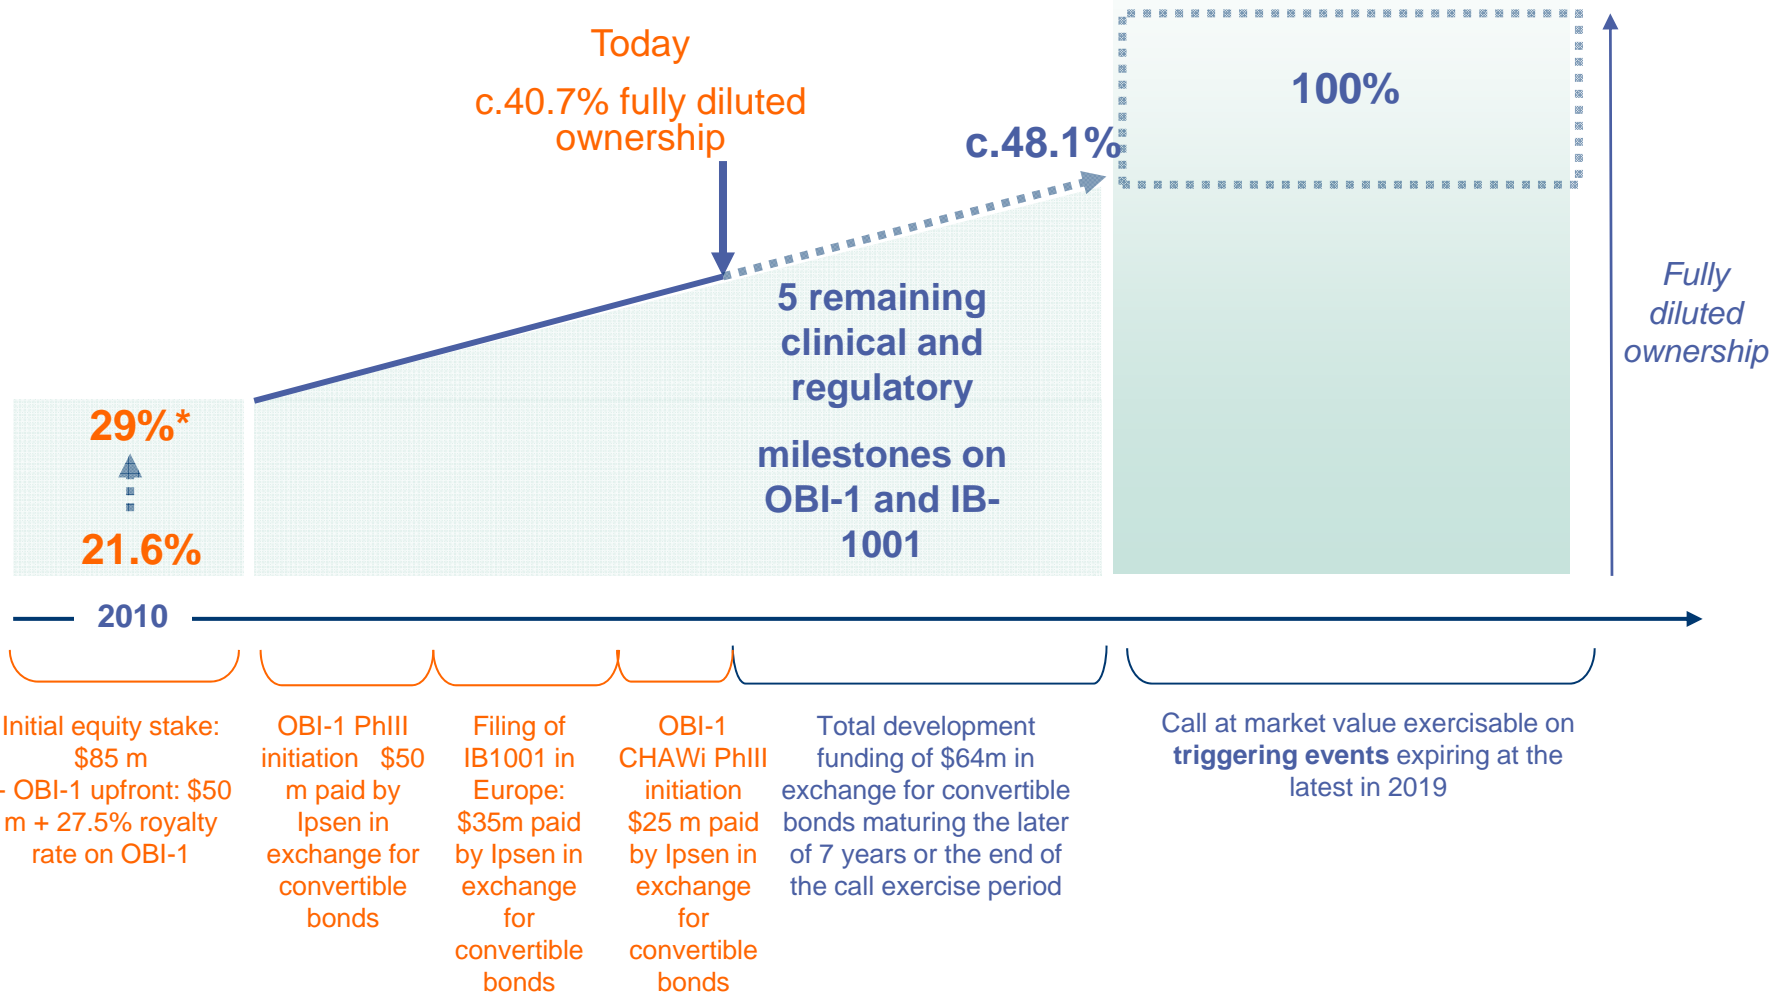 Today
c.40.7% fully diluted
ownership
c.48.1%
100%
Fully
diluted
ownership
5 remaining
clinical and
regulatory
milestones on
OBI-1 and IB-
1001
29%*
21.6%
2010
Initial equity stake:
$85 m
- OBI-1 upfront: $50
m + 27.5% royalty
rate on OBI-1
OBI-1 PhIII
initiation $50
m paid by
Ipsen in
exchange for
convertible
bonds
Filing of
IB1001 in
Europe:
$35m paid
by Ipsen in
exchange
for
convertible
bonds
OBI-1
CHAWi PhIII
initiation
$25 m paid
by Ipsen in
exchange
for
convertible
bonds
Total development
funding of $64m in
exchange for convertible
bonds maturing the later
of 7 years or the end of
the call exercise period
Call at market value exercisable on
triggering events expiring at the
latest in 2019